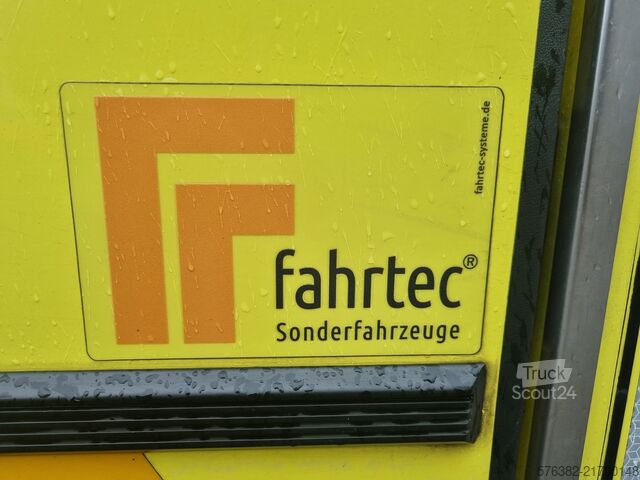 fahrtec-systeme.de
fahrtec®
Sonderfahrzeuge
Truck
Scout24